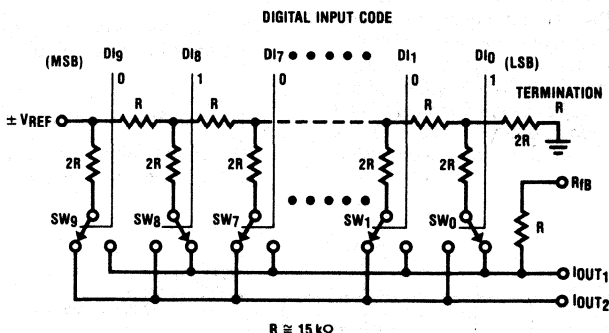 DIGITAL INPUT CODE
(MSB) DI9 DI8 DI7 DI1 DI0 (LSB)
0 1 0 0 1
TERMINATION
R R R R
± VREF
2R
2R 2R 2R 2R 2R
RfB
SW9 SW8 SW7 SW1 SW0
R
IOUT1
IOUT2
R ≅ 15 kΩ